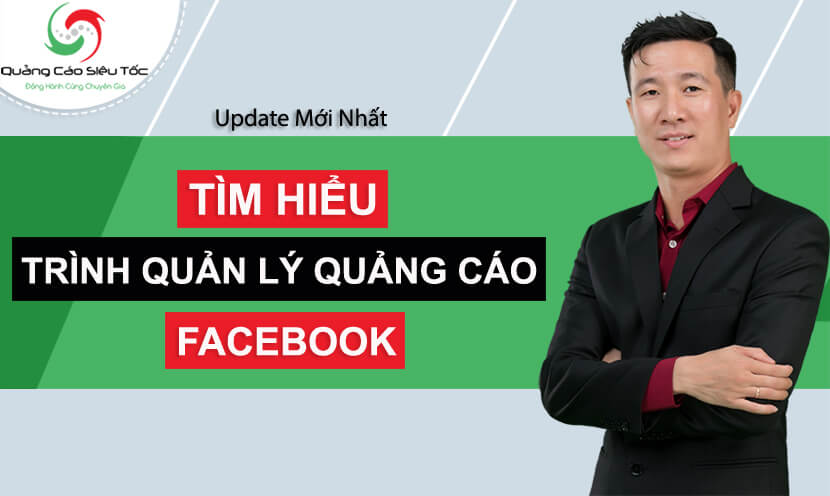 Quảng Cáo Siêu Tốc
Đồng Hành Cùng Chuyên Gia
Update Mới Nhất
TÌM HIỂU
TRÌNH QUẢN LÝ QUẢNG CÁO
FACEBOOK